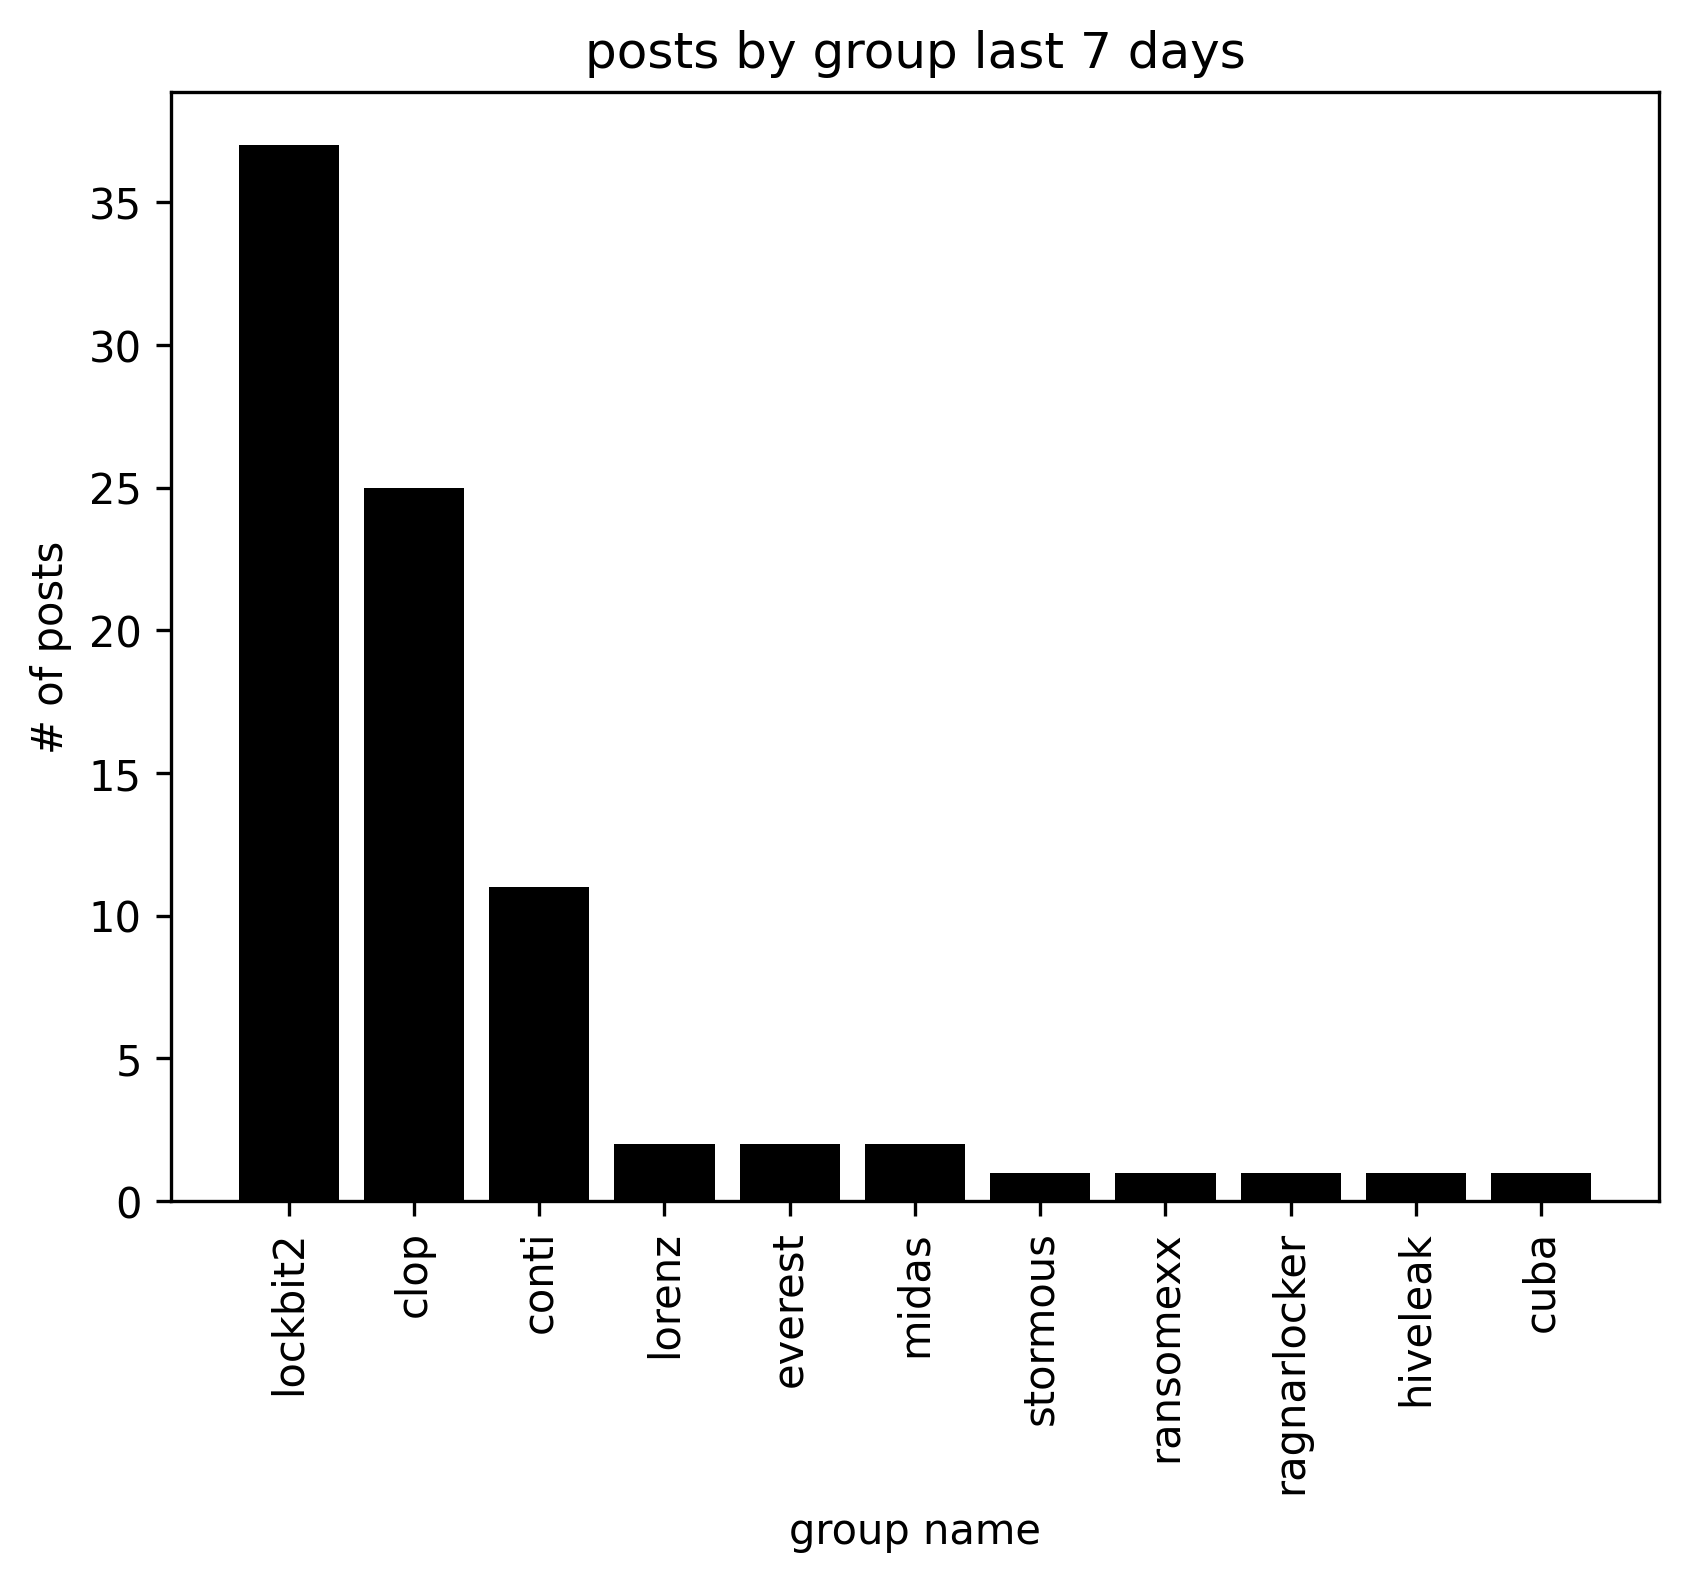 posts by group last 7 days
# of posts
35
30
25
20
15
10
5
0
lockbit2
clop
conti
lorenz
everest
midas
stormous
ransomexx
ragnarlocker
hiveleak
cuba
group name